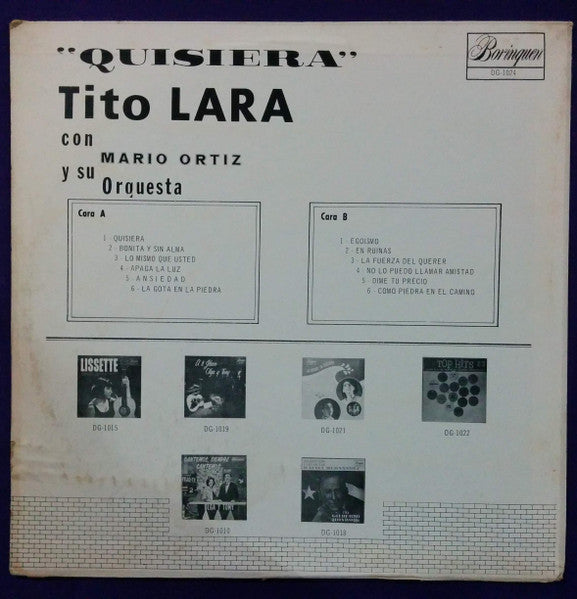 "QUISIERA"
Borinquen
DG-1024
Tito LARA
con
MARIO ORTIZ
y su
Orquesta
Cara A
1 - QUISIERA
2 - BONITA Y SIN ALMA
3 - LO MISMO QUE USTED
4 - APAGA LA LUZ
5 - ANSIEDAD
6 - LA GOTA EN LA PIEDRA
Cara B
1 - EGOISMO
2 - EN RUINAS
3 - LA FUERZA DEL QUERER
4 - NO LO PUEDO LLAMAR AMISTAD
5 - DIME TU PRECIO
6 - COMO PIEDRA EN EL CAMINO
LISSETTE
TOP HITS
DG-1015
DG-1019
DG-1021
DG-1022
CANTEMOS SIEMPRE
CANTEMOS
DG-1010
DG-1018